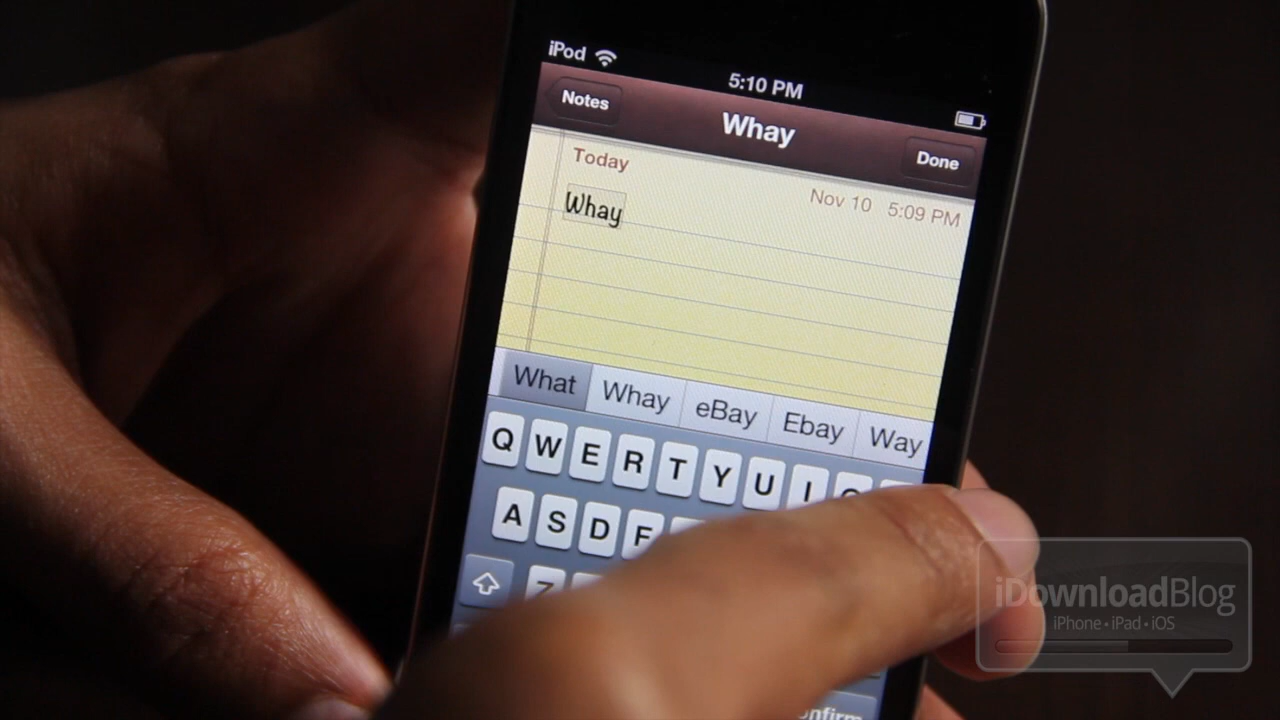 iPod
5:10 PM
Notes
Whay
Done
Today
Nov 10 5:09 PM
Whay
What Whay eBay Ebay Way
Q W E R T Y U I
A S D F
Z
iDownloadBlog
iPhone • iPad • iOS